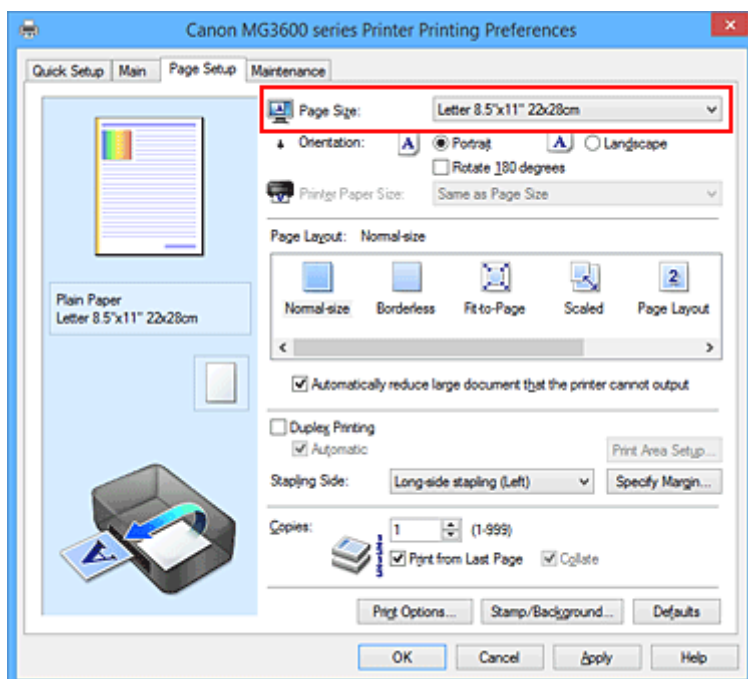 Canon MG3600 series Printer Printing Preferences
Quick Setup Main Page Setup Maintenance
Page Size: Letter 8.5"x11" 22x28cm
Orientation: A Portrait A Landscape
Rotate 180 degrees
Printer Paper Size: Same as Page Size
Page Layout: Normal-size
2
Normal-size Borderless Fit-to-Page Scaled Page Layout
Plain Paper
Letter 8.5"x11" 22x28cm
Automatically reduce large document that the printer cannot output
Duplex Printing
Automatic Print Area Setup...
Stapling Side: Long-side stapling (Left) Specify Margin...
Copies: 1 (1-999)
Print from Last Page Collate
A
Print Options... Stamp/Background... Defaults
OK Cancel Apply Help